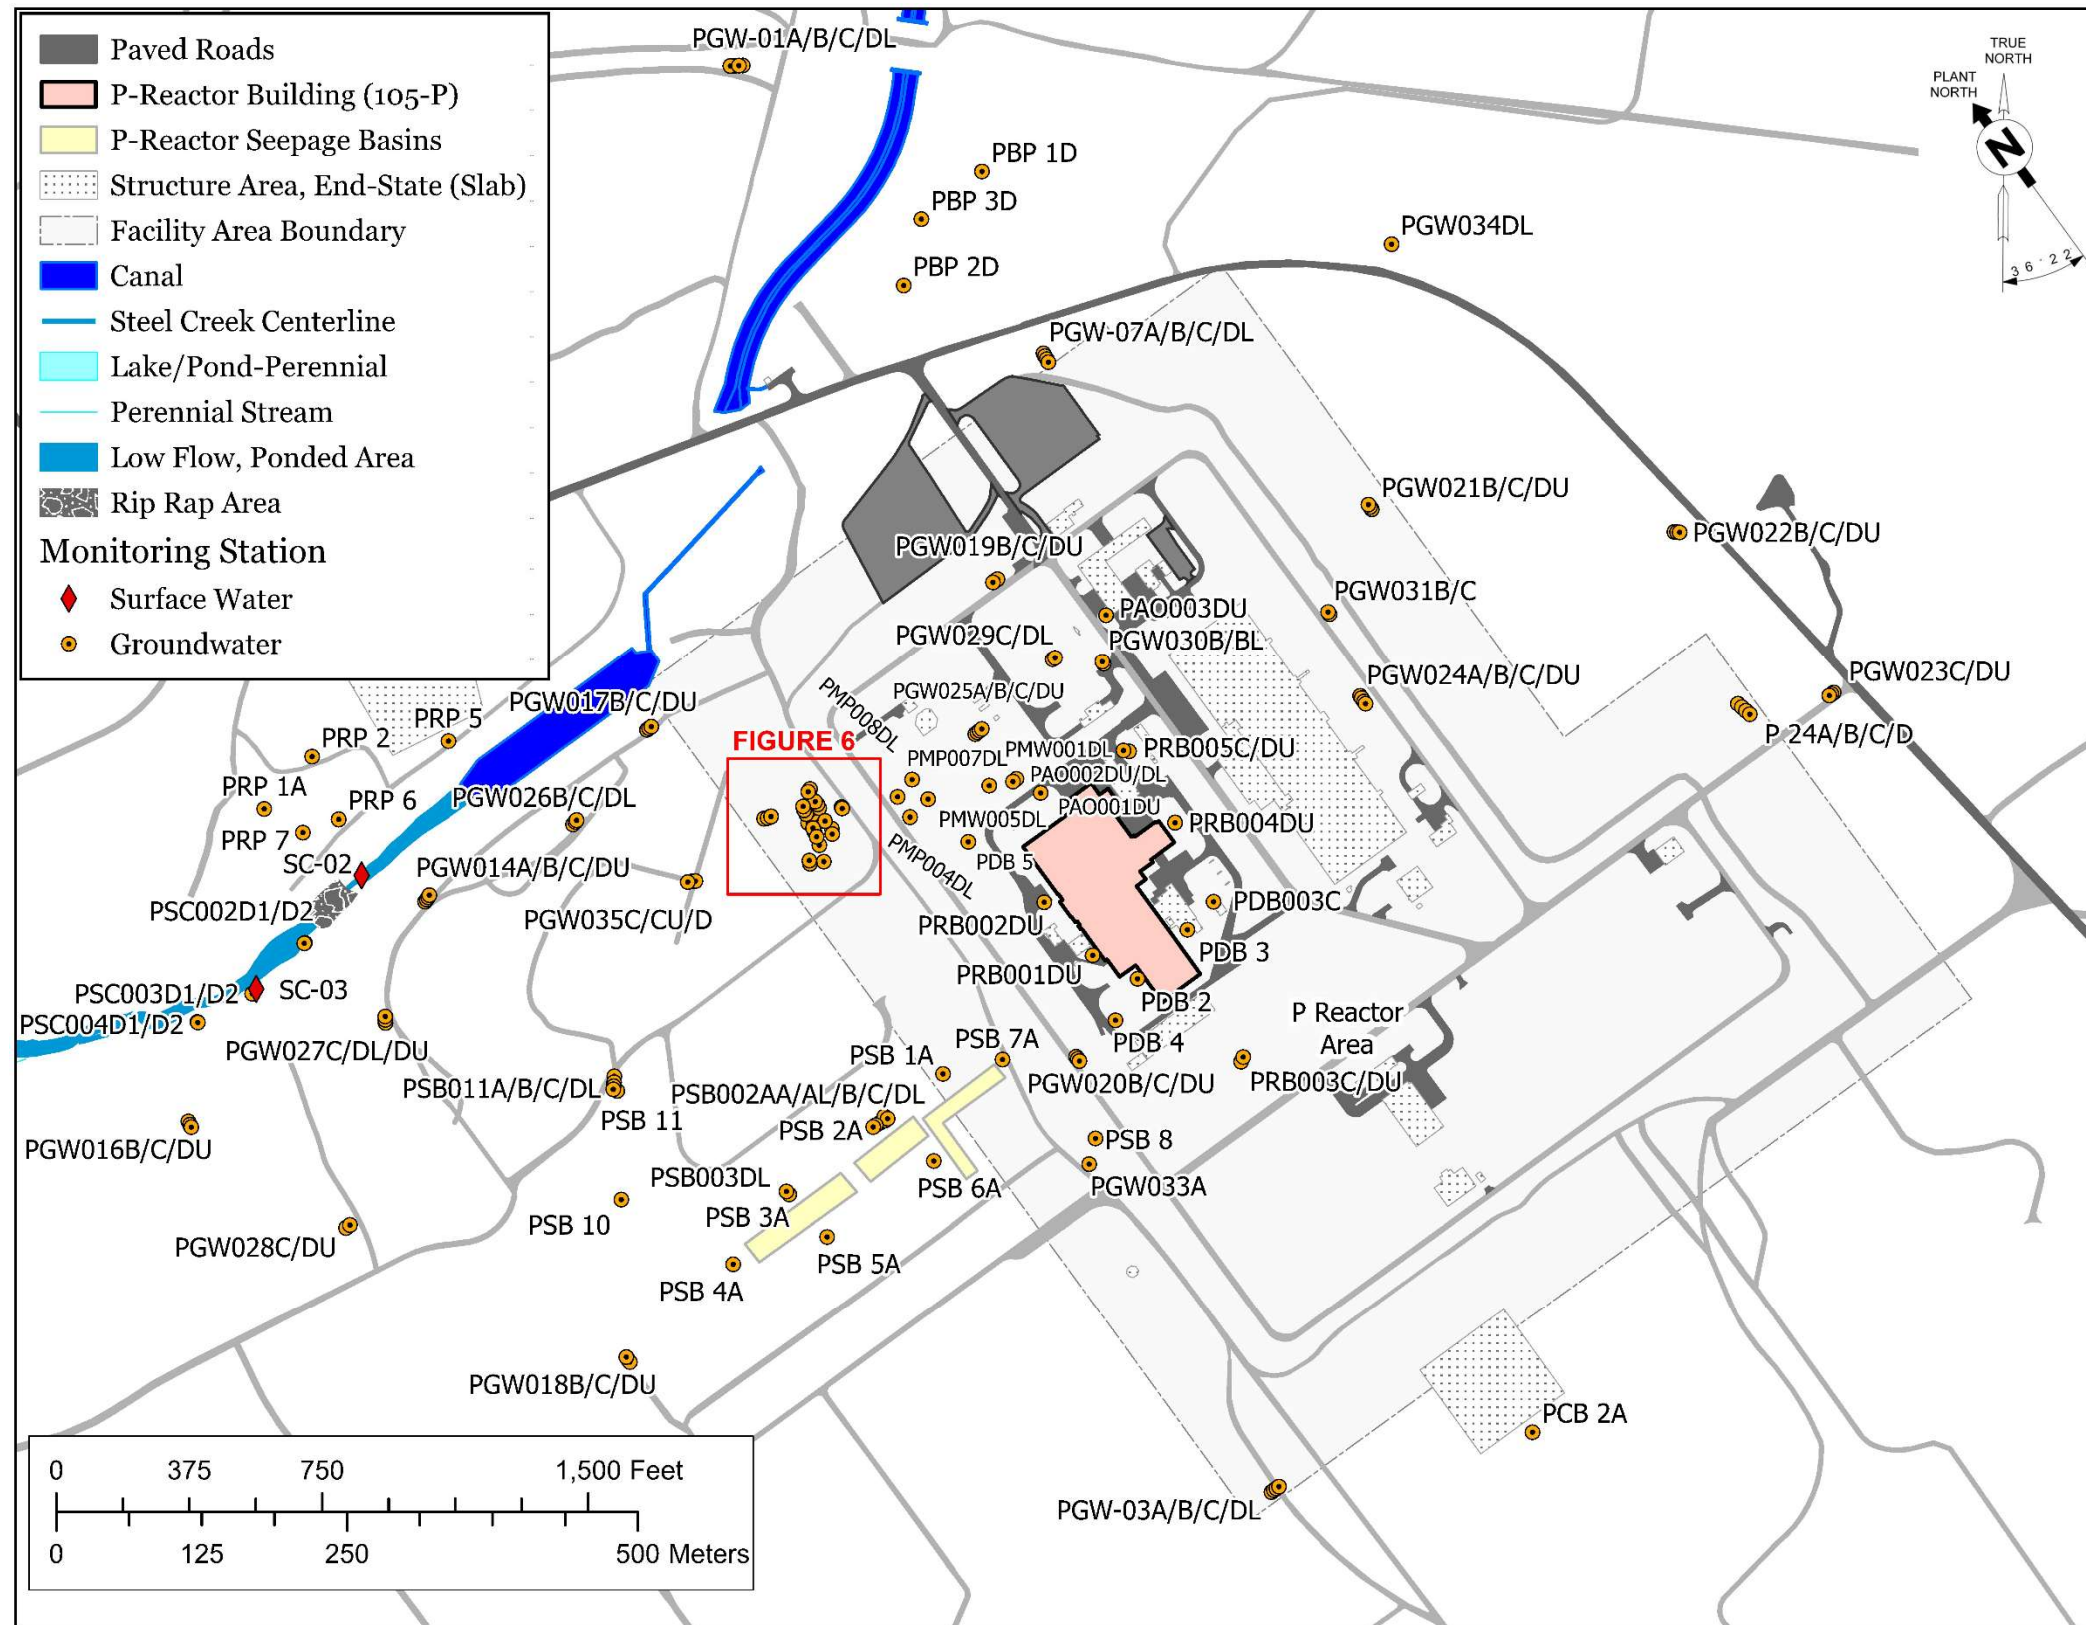 Paved Roads
P-Reactor Building (105-P)
P-Reactor Seepage Basins
Structure Area, End-State (Slab)
Facility Area Boundary
Canal
Steel Creek Centerline
Lake/Pond-Perennial
Perennial Stream
Low Flow, Ponded Area
Rip Rap Area
Monitoring Station
Surface Water
Groundwater
TRUE
NORTH
PLANT
NORTH
N
36°22
PGW-01A/B/C/DL
PBP 1D
PBP 3D
PBP 2D
PGW034DL
PGW-07A/B/C/DL
PGW021B/C/DU
PGW022B/C/DU
PGW019B/C/DU
PGW031B/C
PAO003DU
PGW029C/DL
PGW030B/BL
PGW024A/B/C/DU
PGW023C/DU
P 24A/B/C/D
PGW025A/B/C/DU
PMP008DL
PGW017B/C/DU
PRP 5
PRP 2
FIGURE 6
PMP007DL
PMW001DL
PRB005C/DU
PAO002DU/DL
PAO001DU
PRP 1A
PRP 6
PGW026B/C/DL
PMW005DL
PRB004DU
PRP 7
SC-02
PGW014A/B/C/DU
PMP004DL
PDB 5
PSC002D1/D2
PGW035C/CU/D
PRB002DU
PDB003C
PDB 3
PRB001DU
PSC003D1/D2
SC-03
PDB 2
PSC004D1/D2
P Reactor
Area
PGW027C/DL/DU
PSB 7A
PDB 4
PSB 1A
PSB011A/B/C/DL
PSB002AA/AL/B/C/DL
PGW020B/C/DU
PRB003C/DU
PSB 11
PSB 2A
PGW016B/C/DU
PSB 8
PSB003DL
PSB 6A
PGW033A
PSB 10
PSB 3A
PGW028C/DU
PSB 5A
PSB 4A
PGW018B/C/DU
PCB 2A
PGW-03A/B/C/DL
0 375 750 1,500 Feet
0 125 250 500 Meters